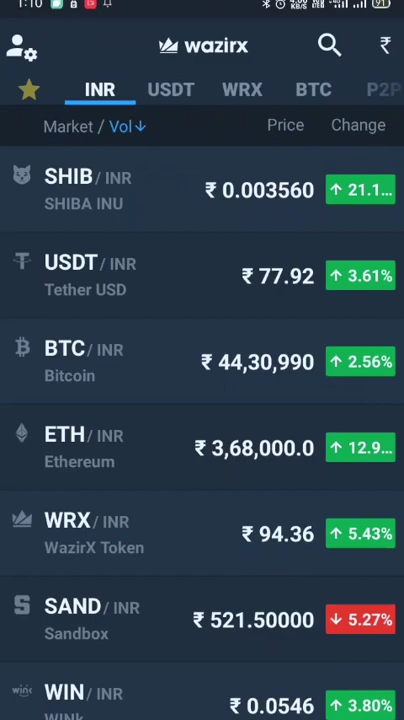 1:10
91
wazirx
₹
INR USDT WRX BTC P2P
Market / Vol↓ Price Change
SHIB/ INR ₹ 0.003560 ↑ 21.1...
SHIBA INU
USDT/ INR ₹ 77.92 ↑ 3.61%
Tether USD
BTC/ INR ₹ 44,30,990 ↑ 2.56%
Bitcoin
ETH/ INR ₹ 3,68,000.0 ↑ 12.9...
Ethereum
WRX/ INR ₹ 94.36 ↑ 5.43%
WazirX Token
SAND/ INR ₹ 521.50000 ↓ 5.27%
Sandbox
WIN/ INR ₹ 0.0546 ↑ 3.80%
WINk